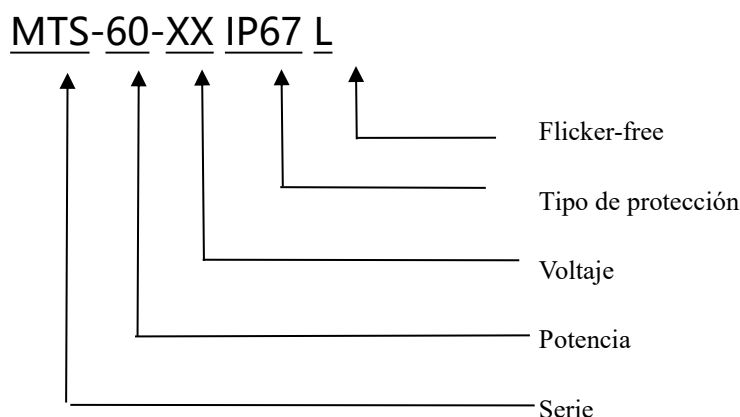 MTS-60-XX IP67 L
Flicker-free
Tipo de protección
Voltaje
Potencia
Serie